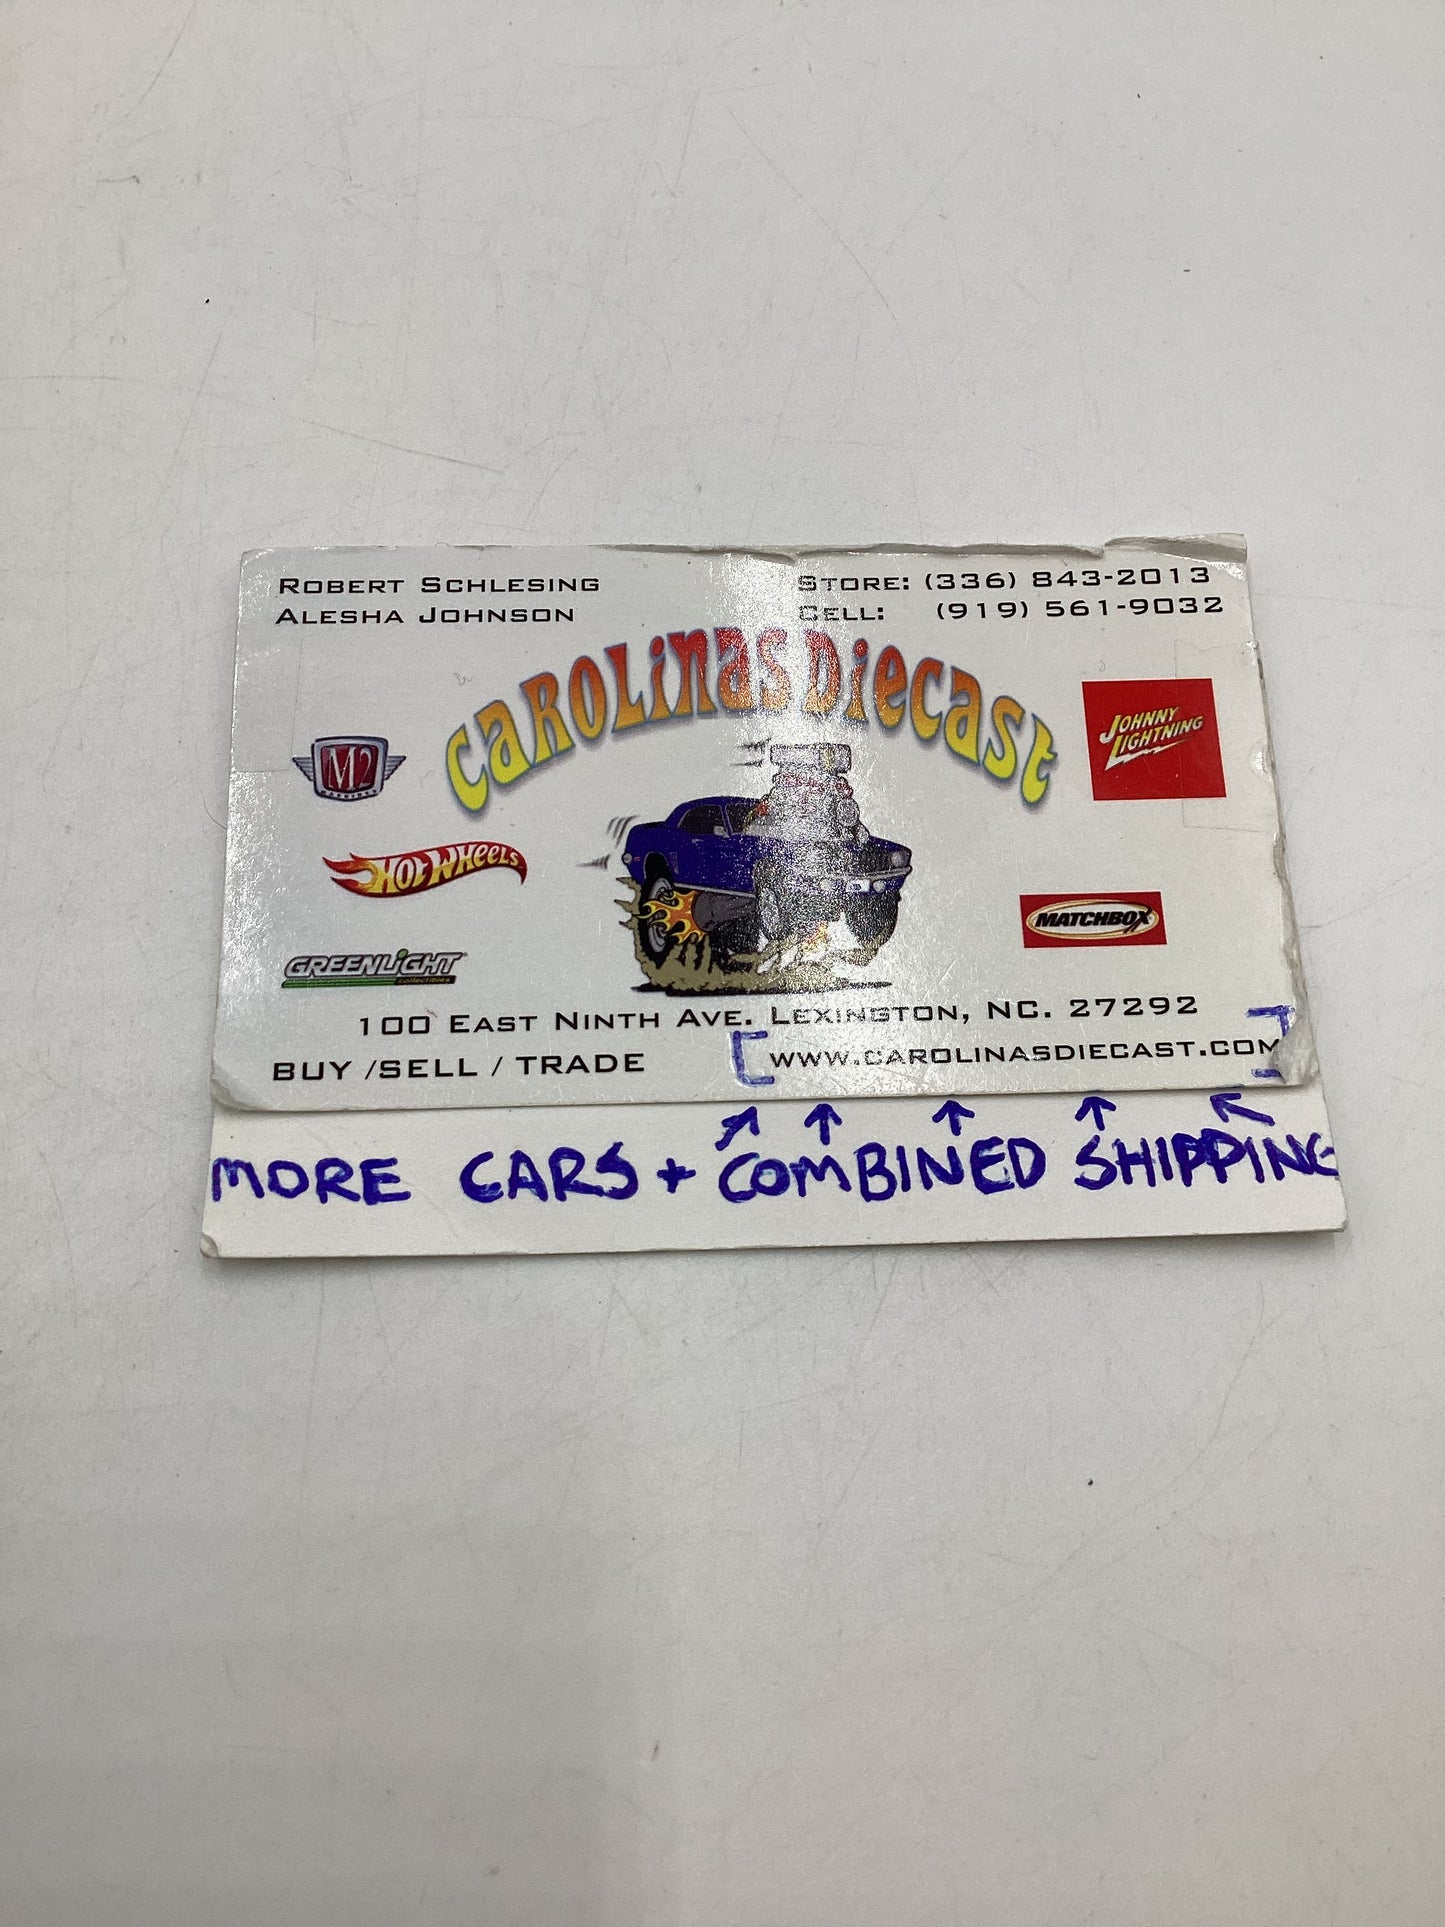 ROBERT SCHLESING
ALESHA JOHNSON
STORE: (336) 843-2013
CELL: (919) 561-9032
CAROLINAS DIECAST
M2
MACHINES
JOHNNY
LIGHTNING
HOT WHEELS
MATCHBOX
GREENLIGHT
collectibles
100 EAST NINTH AVE. LEXINGTON, NC. 27292
BUY /SELL / TRADE
WWW.CAROLINASDIECAST.COM
MORE CARS + COMBINED SHIPPING